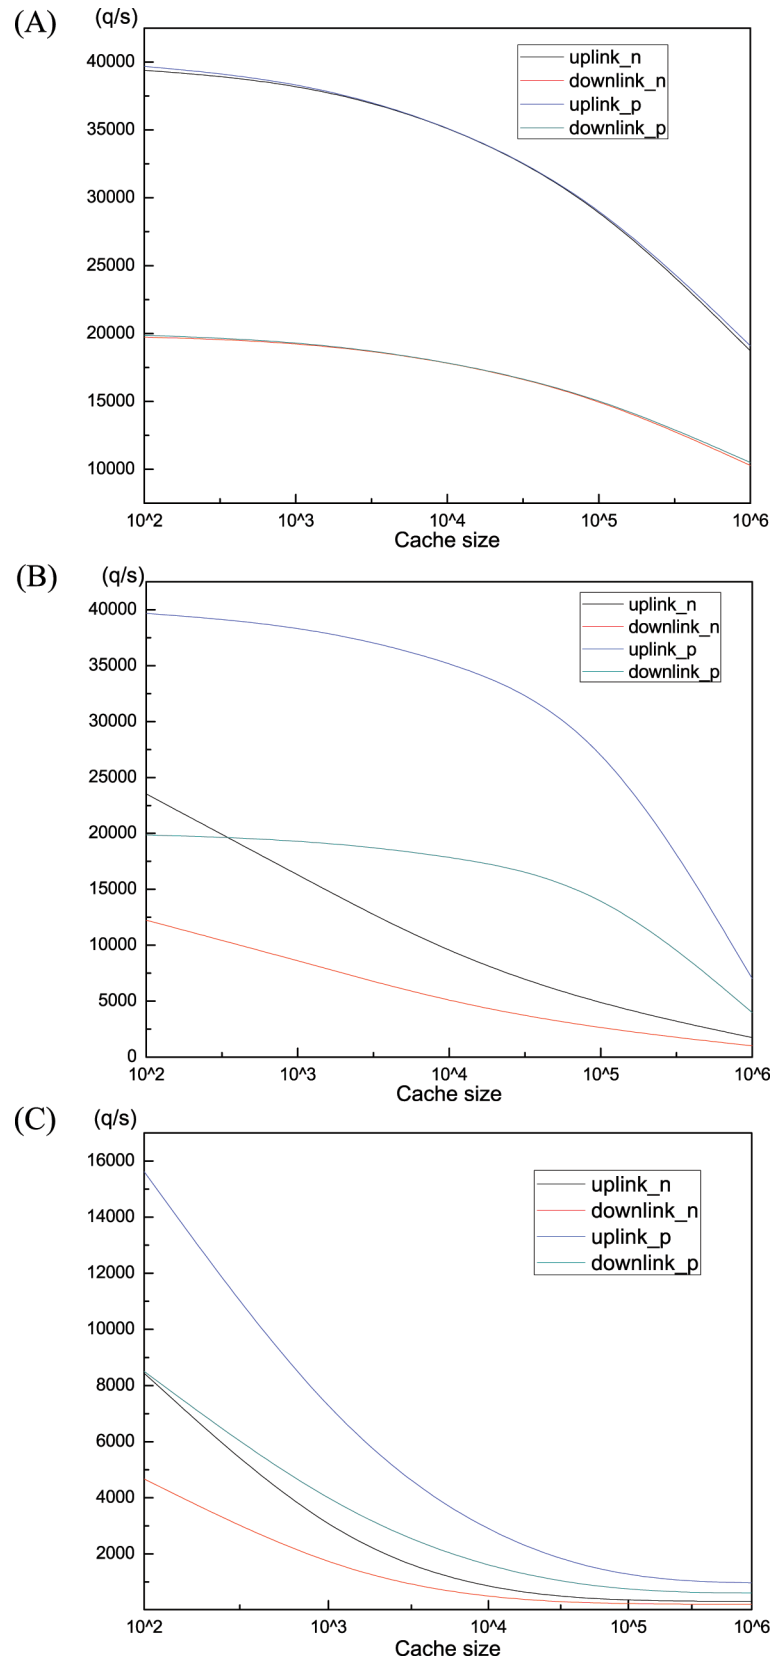 (A)
(q/s)
40000
35000
30000
25000
20000
15000
10000
uplink_n
downlink_n
uplink_p
downlink_p
10^2 10^3 10^4 10^5 10^6
Cache size
(B)
(q/s)
40000
35000
30000
25000
20000
15000
10000
5000
0
uplink_n
downlink_n
uplink_p
downlink_p
10^2 10^3 10^4 10^5 10^6
Cache size
(C)
(q/s)
16000
14000
12000
10000
8000
6000
4000
2000
uplink_n
downlink_n
uplink_p
downlink_p
10^2 10^3 10^4 10^5 10^6
Cache size